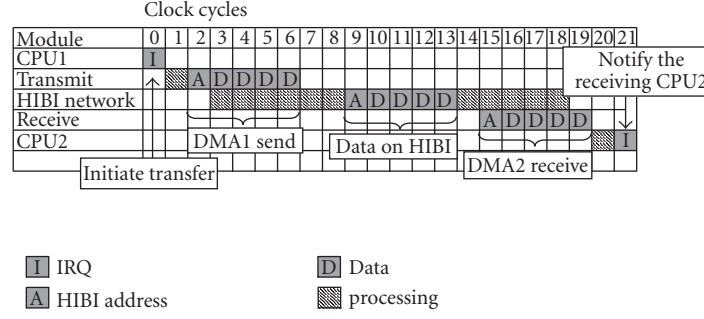 Clock cycles
Module 0 1 2 3 4 5 6 7 8 9 10 11 12 13 14 15 16 17 18 19 20 21
CPU1 I
Transmit A D D D D
HIBI network A D D D D
Receive A D D D D
CPU2 I
Notify the
receiving CPU2
DMA1 send
Data on HIBI
DMA2 receive
Initiate transfer
I IRQ
D Data
A HIBI address
processing